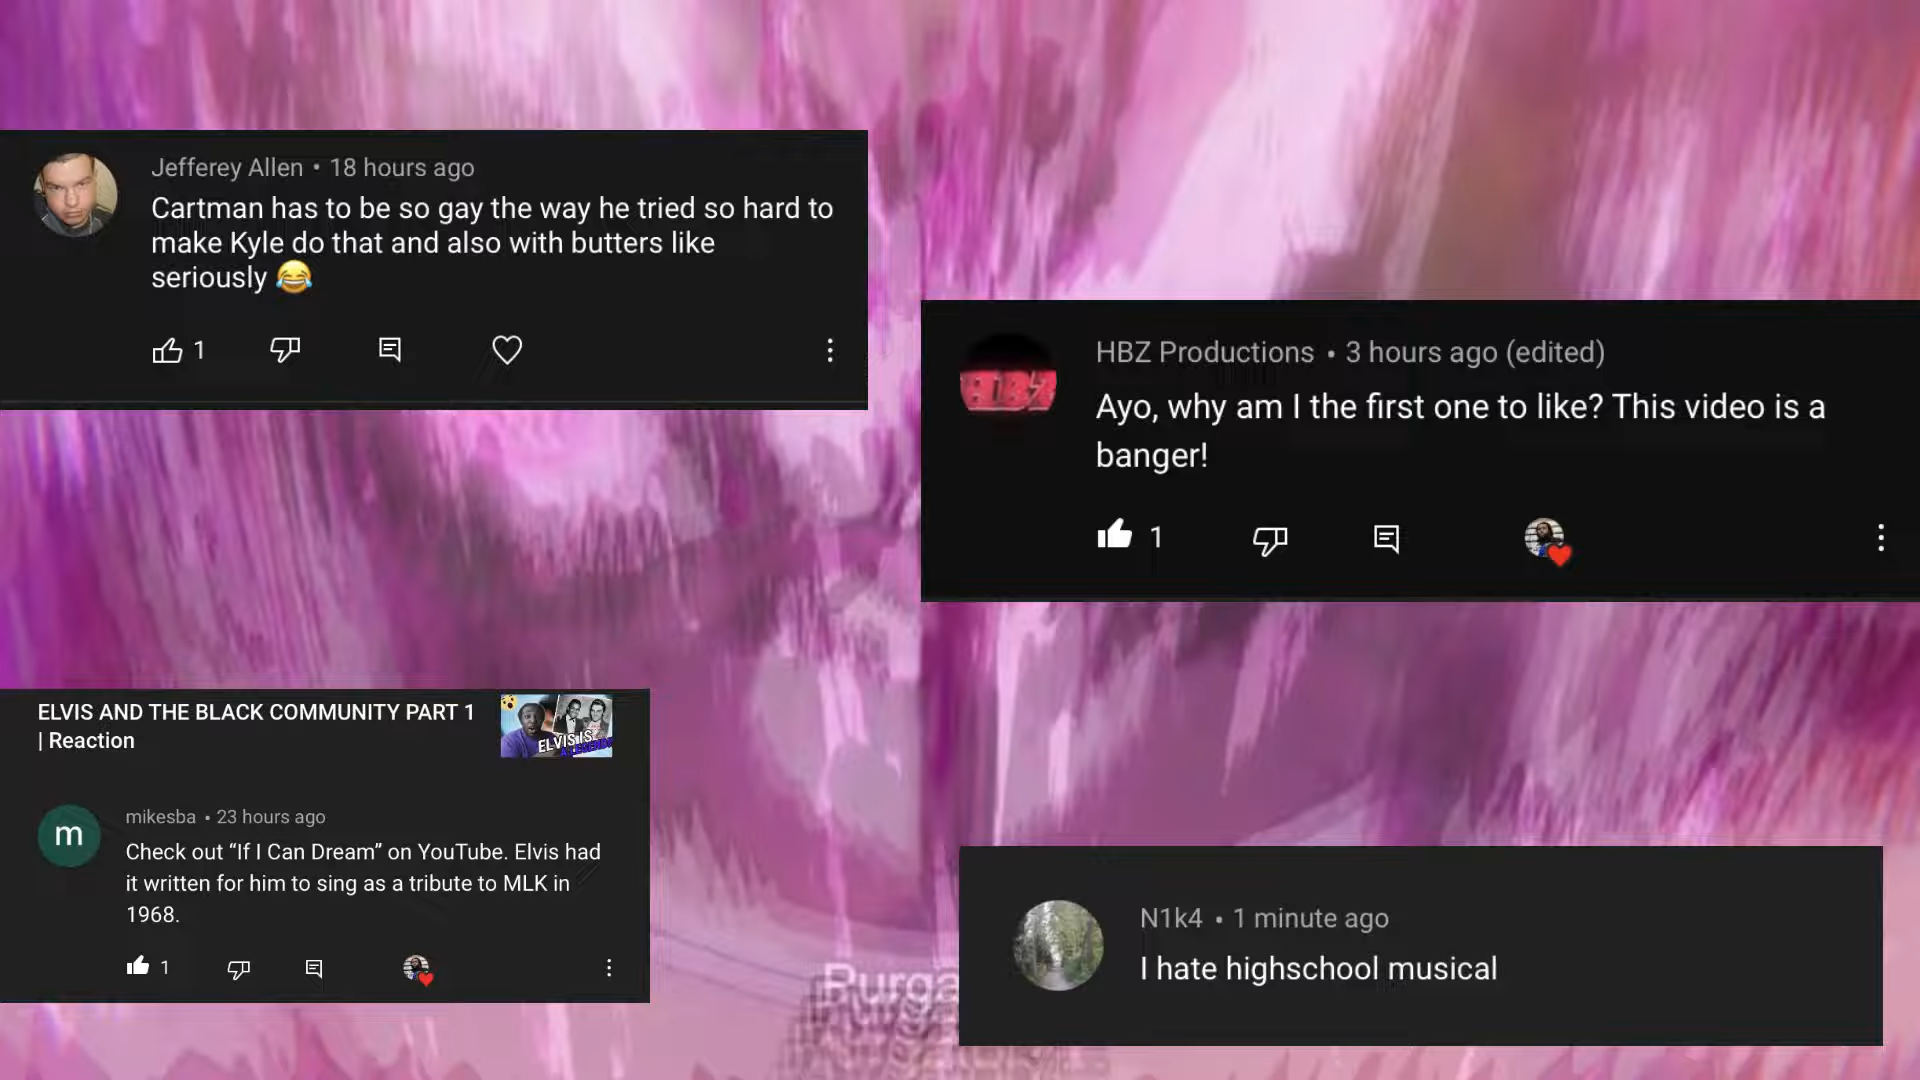 Jefferey Allen • 18 hours ago
Cartman has to be so gay the way he tried so hard to
make Kyle do that and also with butters like
seriously 😂
1
HBZ
HBZ Productions • 3 hours ago (edited)
Ayo, why am I the first one to like? This video is a
banger!
1
ELVIS AND THE BLACK COMMUNITY PART 1
| Reaction
ELVIS IS
A LEGEND
m
mikesba • 23 hours ago
Check out “If I Can Dream” on YouTube. Elvis had
it written for him to sing as a tribute to MLK in
1968.
1
N1k4 • 1 minute ago
I hate highschool musical
Purga